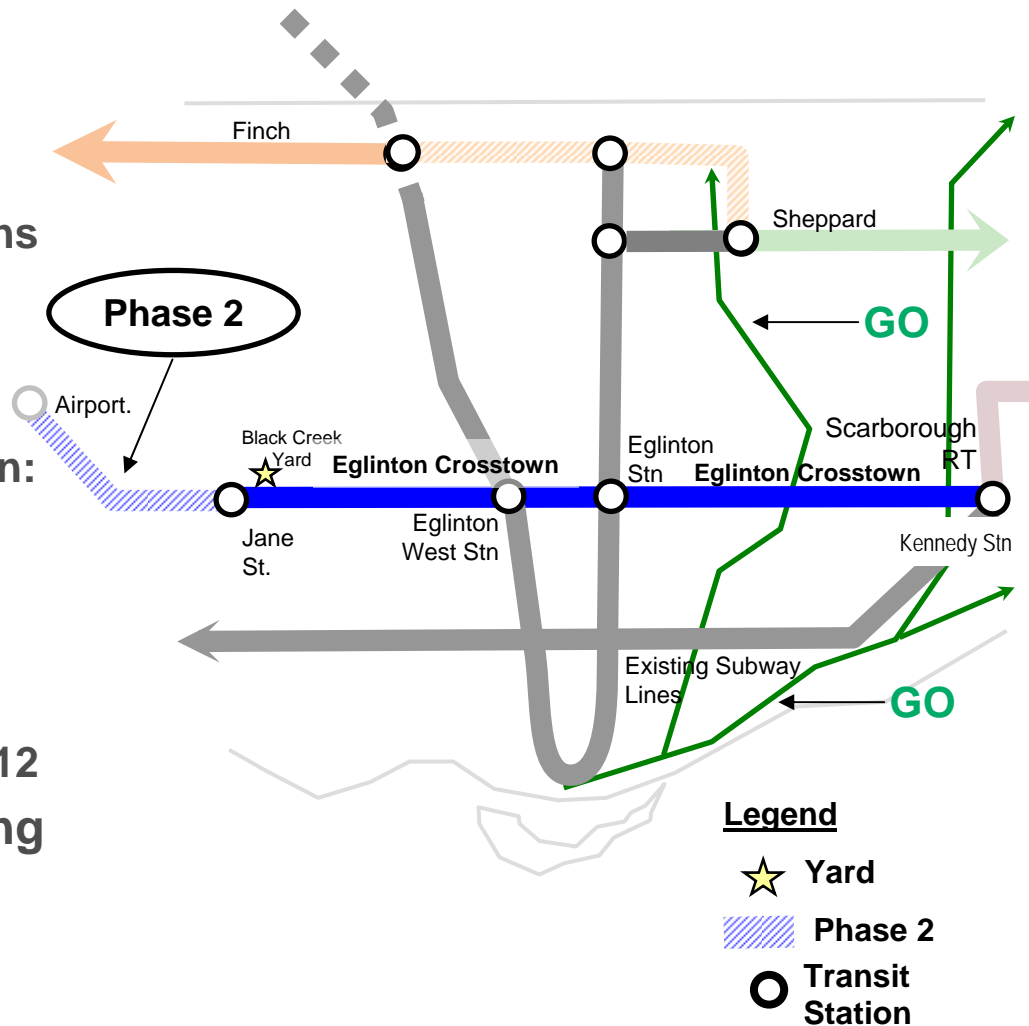 Finch
ns
Sheppard
Phase 2
GO
Airport.
Black Creek
Yard
Eglinton Crosstown
Eglinton
Stn
Scarborough
RT
Eglinton Crosstown
n:
Jane
St.
Eglinton
West Stn
Kennedy Stn
Existing Subway
Lines
GO
12
ng
Legend
Yard
Phase 2
Transit
Station